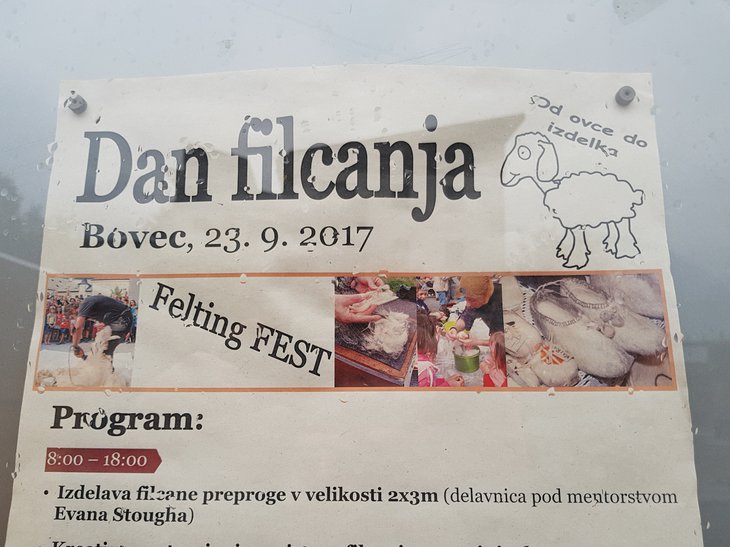 Dan filcanja
Od ovce do
izdelka
Bovec, 23. 9. 2017
Felting FEST
Program:
8:00 – 18:00
• Izdelava filcane preproge v velikosti 2x3m (delavnica pod mentorstvom
Evana Stougha)